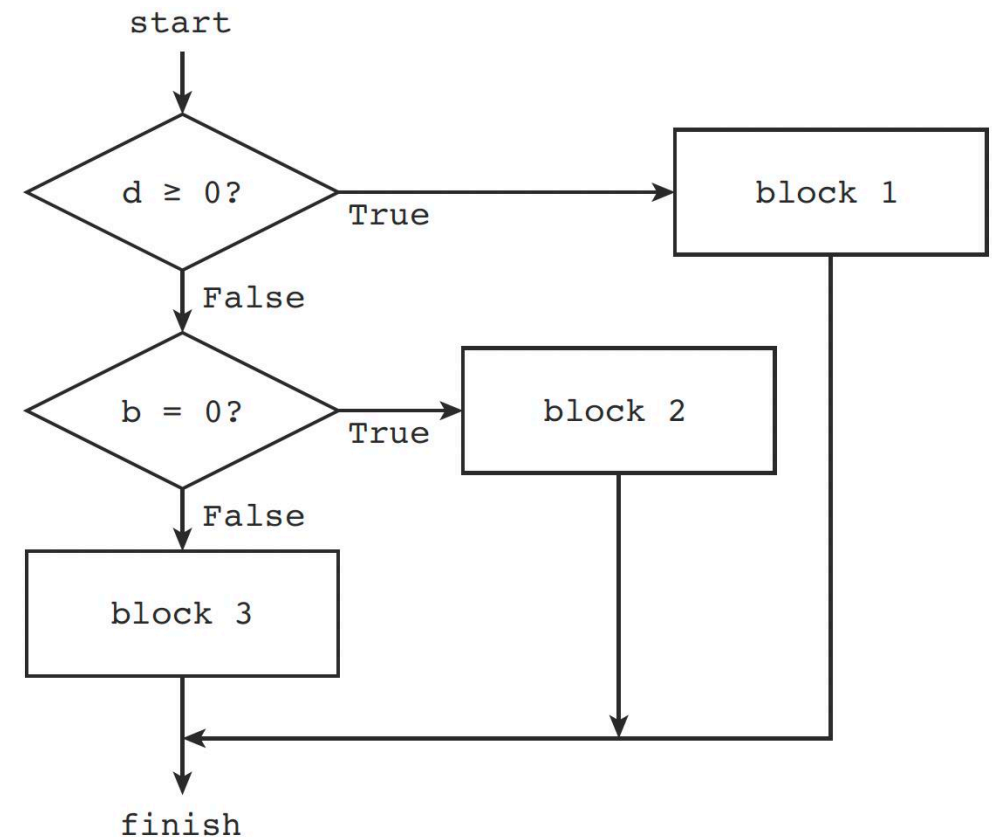 start
d ≥ 0?
True
block 1
False
b = 0?
True
block 2
False
block 3
finish